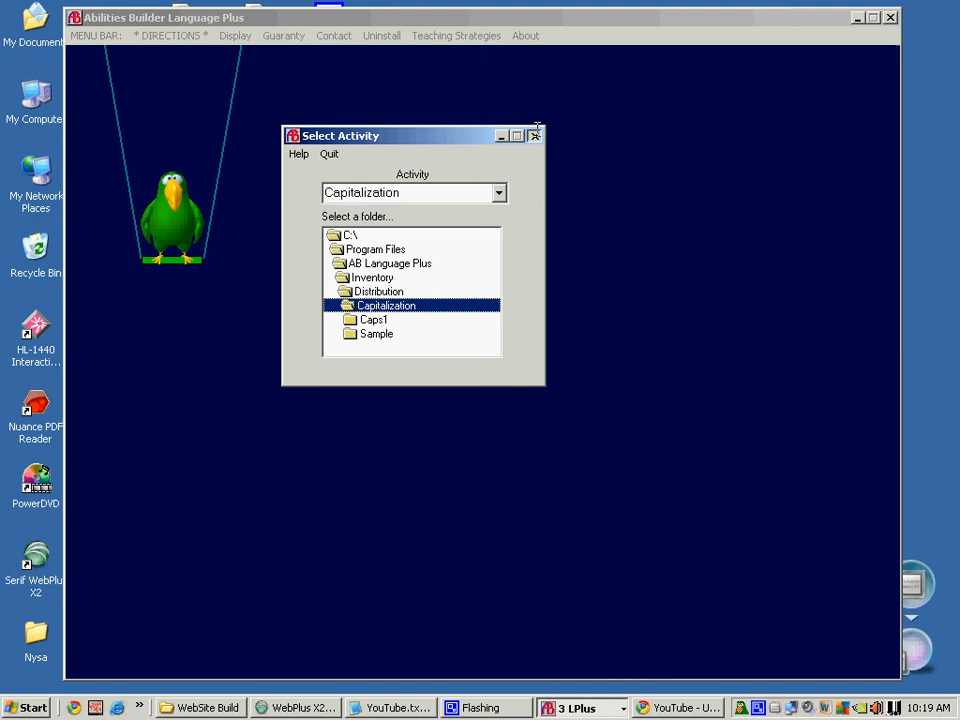 Abilities Builder Language Plus
MENU BAR: * DIRECTIONS * Display Guaranty Contact Uninstall Teaching Strategies About
My Document
My Compute
My Network
Places
Recycle Bin
HL-1440
Interacti...
Nuance PDF
Reader
PowerDVD
Serif WebPlu
X2
Nysa
Select Activity
Help Quit
Activity
Capitalization
Select a folder...
C:\
Program Files
AB Language Plus
Inventory
Distribution
Capitalization
Caps1
Sample
Start WebSite Build WebPlus X2... YouTube.tx... Flashing 3 LPlus YouTube - U... 10:19 AM